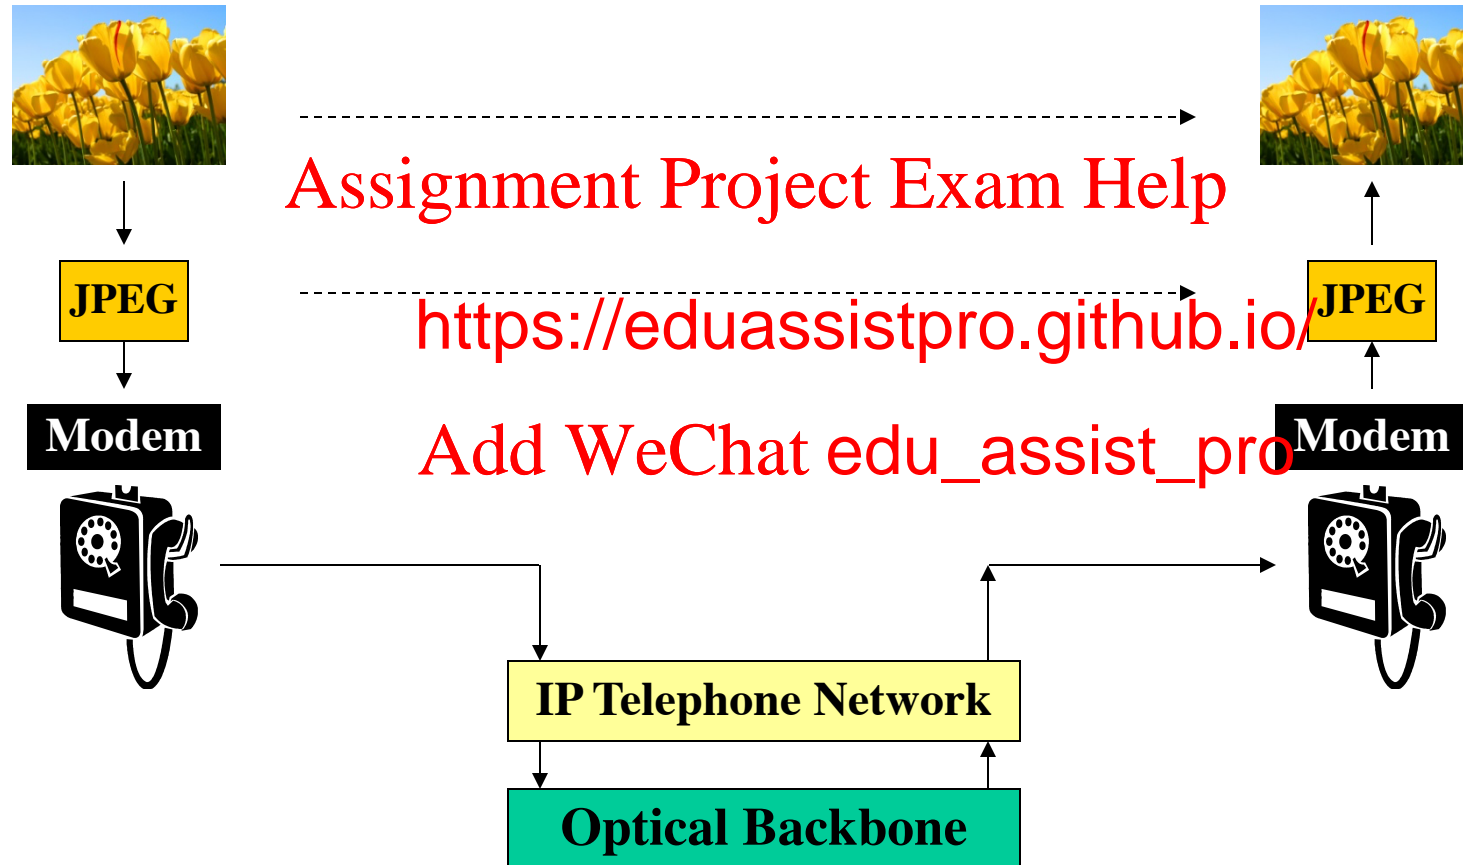 Assignment Project Exam Help
JPEG
https://eduassistpro.github.io/
JPEG
Modem
Add WeChat edu_assist_pro
Modem
IP Telephone Network
Optical Backbone